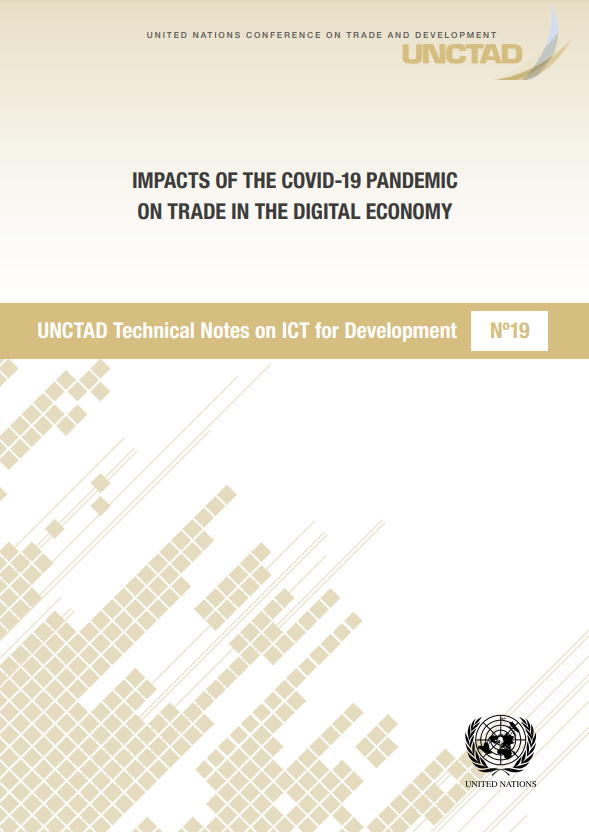 UNITED NATIONS CONFERENCE ON TRADE AND DEVELOPMENT
UNCTAD
IMPACTS OF THE COVID-19 PANDEMIC
ON TRADE IN THE DIGITAL ECONOMY
UNCTAD Technical Notes on ICT for Development Nº19
UNITED NATIONS